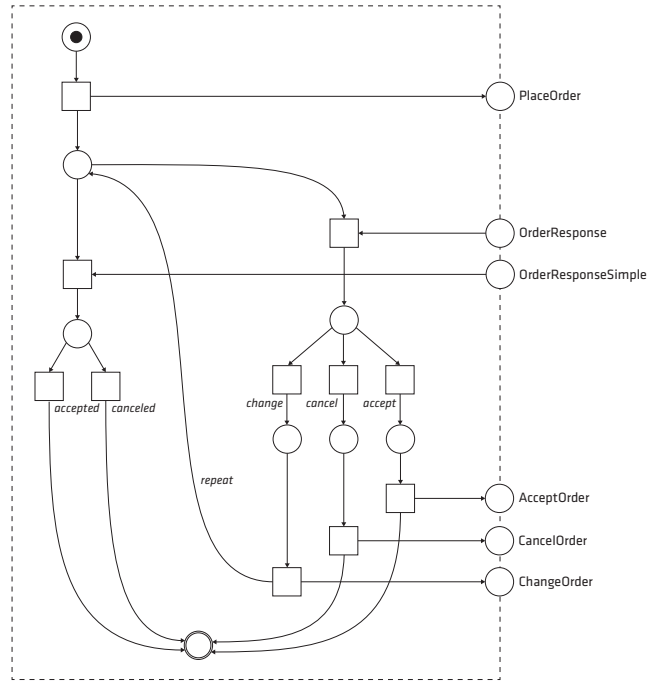 PlaceOrder
OrderResponse
OrderResponseSimple
accepted canceled
change cancel accept
repeat
AcceptOrder
CancelOrder
ChangeOrder